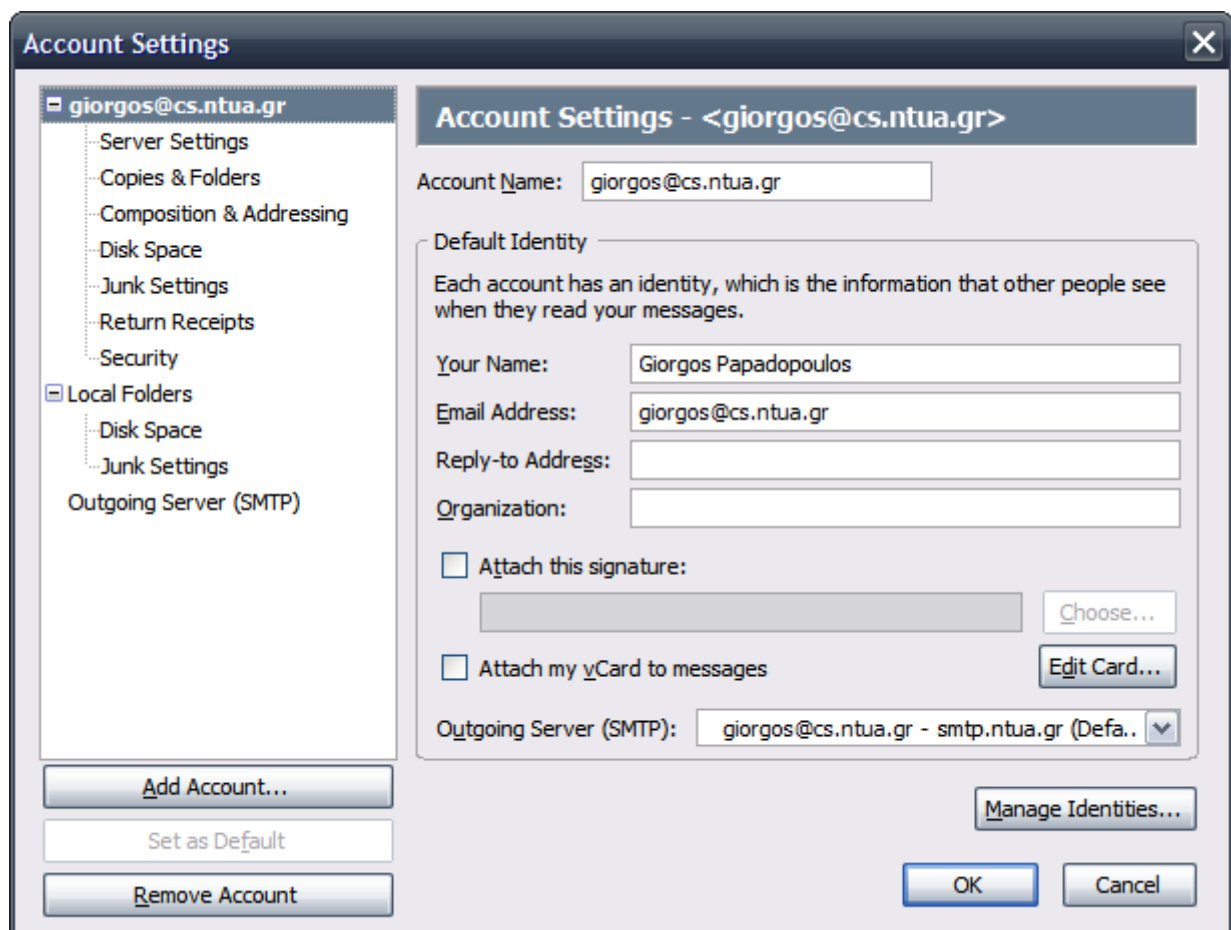 Account Settings
giorgos@cs.ntua.gr
Server Settings
Copies & Folders
Composition & Addressing
Disk Space
Junk Settings
Return Receipts
Security
Local Folders
Disk Space
Junk Settings
Outgoing Server (SMTP)
Add Account...
Set as Default
Remove Account
Account Settings - <giorgos@cs.ntua.gr>
Account Name: giorgos@cs.ntua.gr
Default Identity
Each account has an identity, which is the information that other people see
when they read your messages.
Your Name: Giorgos Papadopoulos
Email Address: giorgos@cs.ntua.gr
Reply-to Address:
Organization:
Attach this signature:
Choose...
Attach my vCard to messages Edit Card...
Outgoing Server (SMTP): giorgos@cs.ntua.gr - smtp.ntua.gr (Defa..
Manage Identities...
OK Cancel